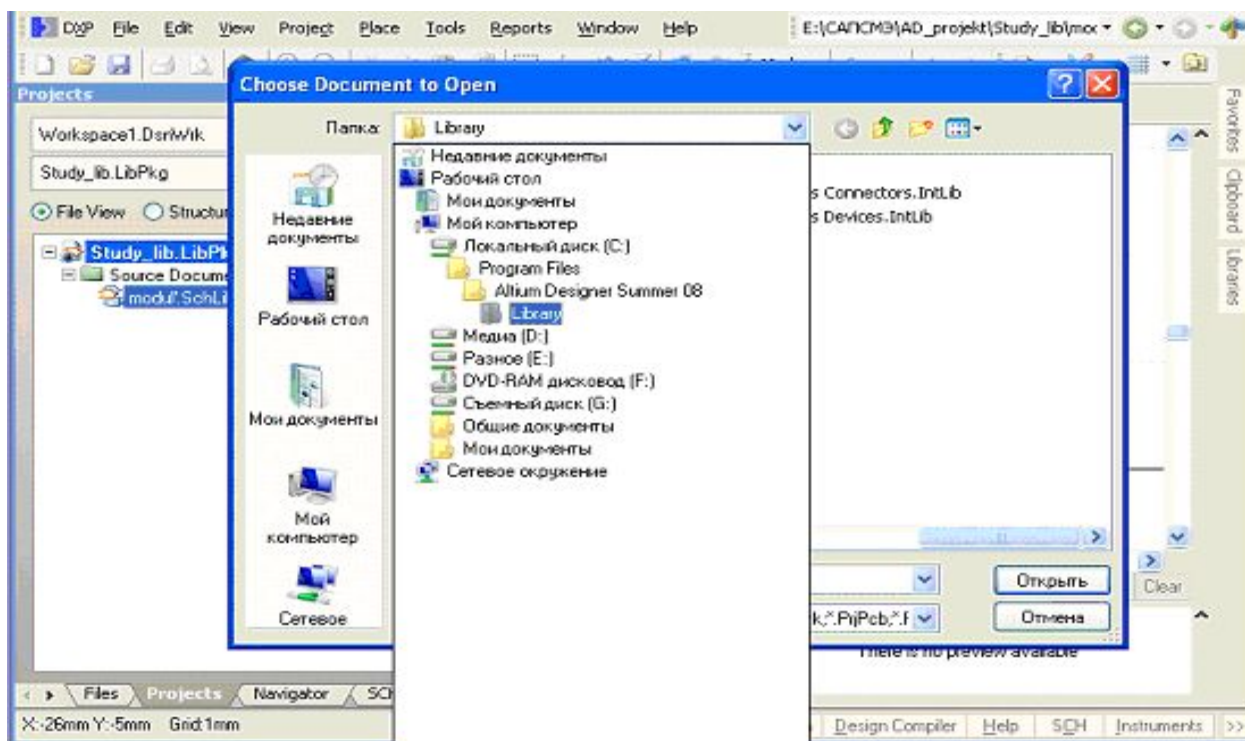 DXP File Edit View Project Place Tools Reports Window Help E:\САПСМЭ\AD_projekt\Study_lib\mod
Projects
Workspace1.DsnWrk
Study_lib.LibPkg
File View Structur
Study_lib.LibPk
Source Docume
modul'.SchLi
Choose Document to Open
Папка: Library
Недавние документы
Рабочий стол
Мои документы
Мой компьютер
Сетевое
Недавние документы
Рабочий стол
Мои документы
Мой компьютер
Локальный диск (C:)
Program Files
Altium Designer Summer 08
Library
Медиа (D:)
Разное (E:)
DVD-RAM дисковод (F:)
Съемный диск (G:)
Общие документы
Мои документы
Сетевое окружение
s Connectors.IntLib
s Devices.IntLib
Открыть
k;*.PrjPcb;*.F Отмена
Clear
There is no preview available
Favorites
Clipboard
Libraries
Files Projects Navigator SCH
X:-26mm Y:-5mm Grid:1mm Design Compiler Help SCH Instruments >>